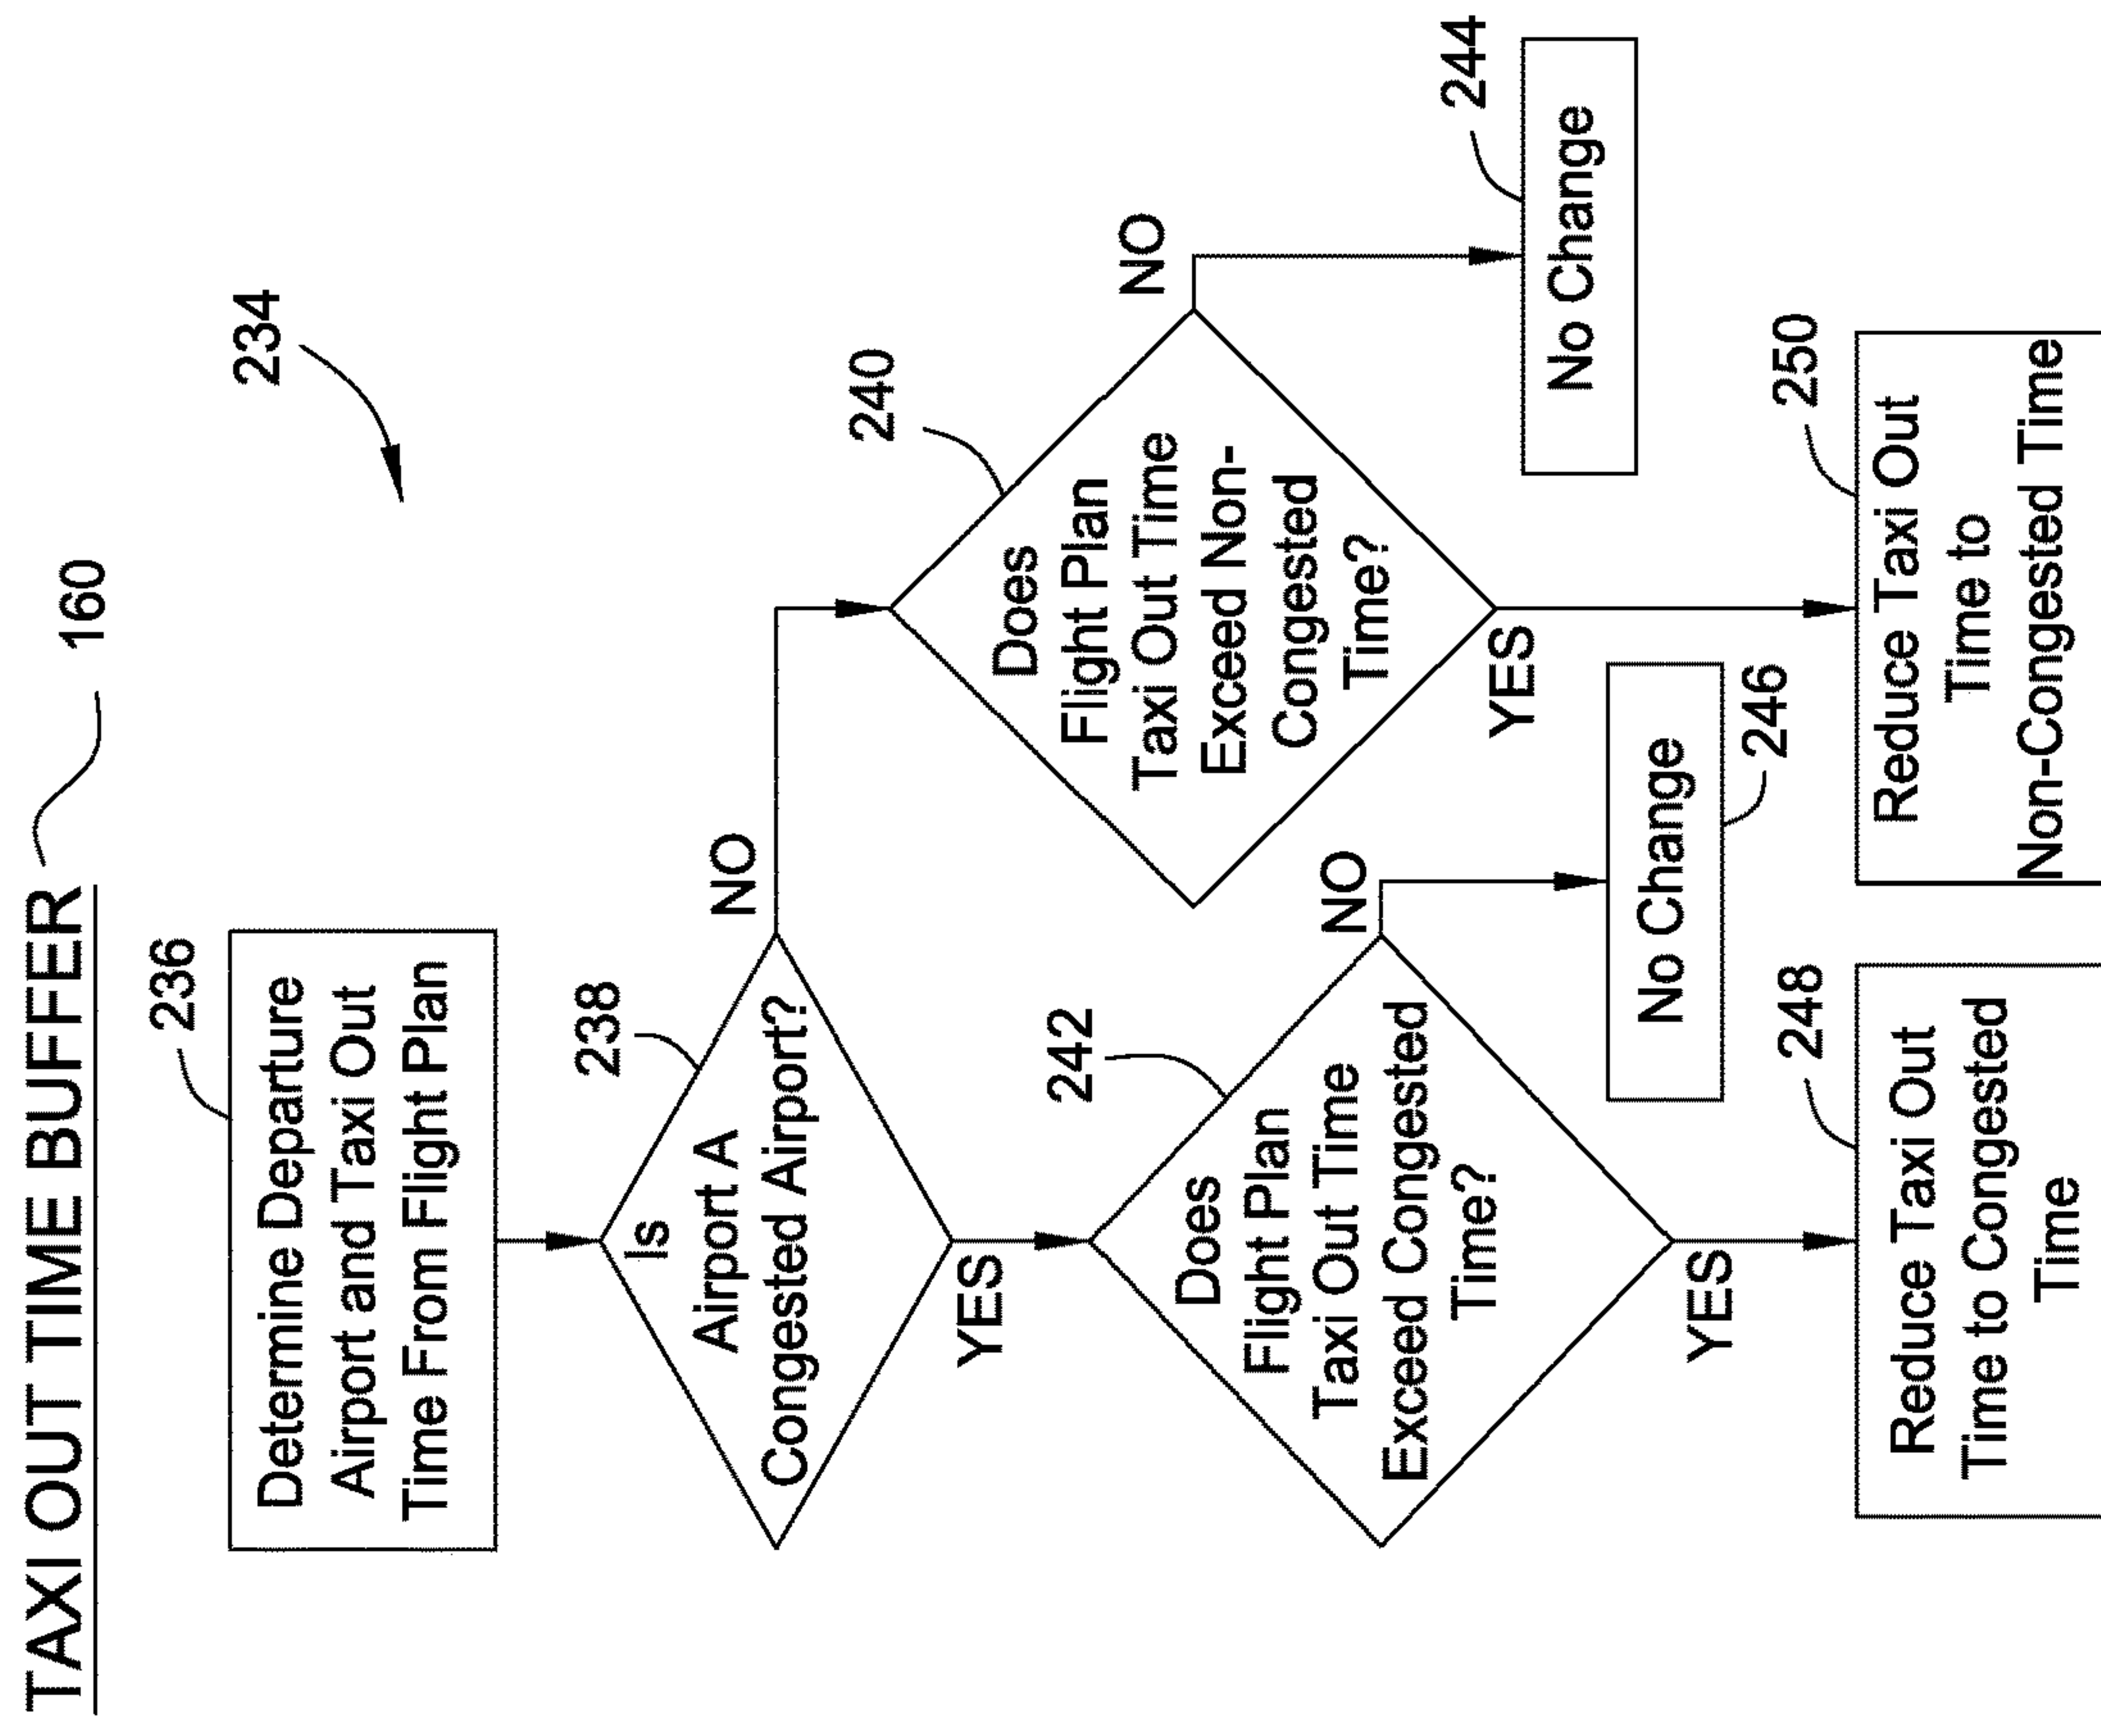 TAXI OUT TIME BUFFER 160
234
236
Determine Departure
Airport and Taxi Out
Time From Flight Plan
238
Is
Airport A
Congested Airport?
NO
YES
240
Does
Flight Plan
Taxi Out Time
Exceed Non-
Congested
Time?
NO
YES
242
Does
Flight Plan
Taxi Out Time
Exceed Congested
Time?
NO
YES
244
No Change
246
No Change
248
Reduce Taxi Out
Time to Congested
Time
250
Reduce Taxi Out
Time to
Non-Congested Time